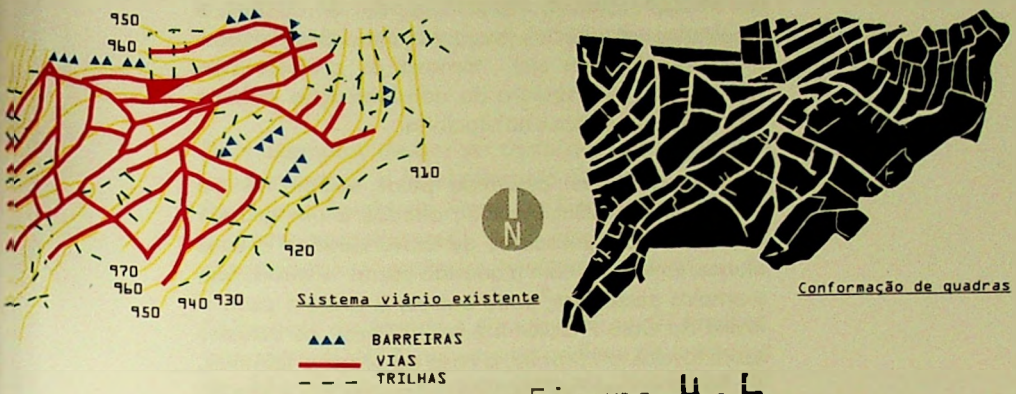 950
960
910
920
970
960
950
940
930
N
Sistema viário existente
BARREIRAS
VIAS
TRILHAS
Conformação de quadras